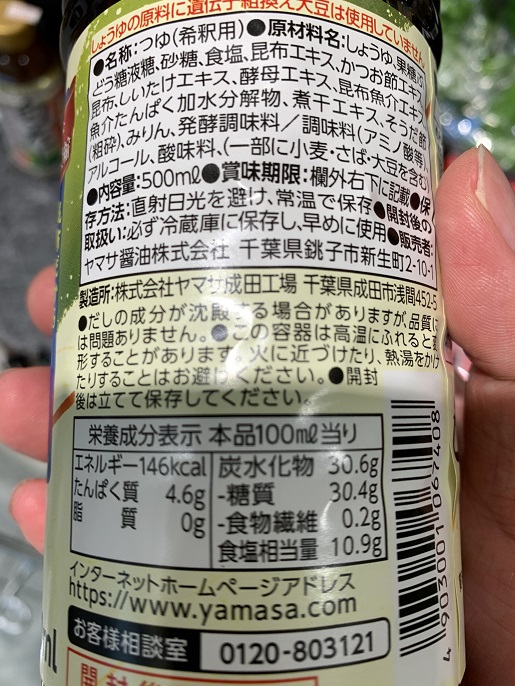 しょうゆの原料に遺伝子組換え大豆は使用していません
●名称:つゆ(希釈用)●原材料名:しょうゆ、果糖ぶ
どう糖液糖、砂糖、食塩、昆布エキス、かつお節エキス、
昆布、しいたけエキス、酵母エキス、昆布魚介エキス、
魚介たんぱく加水分解物、煮干エキス、そうだ節
(粗砕)、みりん、発酵調味料/調味料(アミノ酸等)、
アルコール、酸味料、(一部に小麦・さば・大豆を含む)
●内容量:500ml●賞味期限:欄外右下に記載●保
存方法:直射日光を避け、常温で保存●開封後の
取扱い:必ず冷蔵庫に保存し、早めに使用●販売者:
ヤマサ醤油株式会社 千葉県銚子市新生町2-10-1
製造所:株式会社ヤマサ成田工場 千葉県成田市浅間452-5
●だしの成分が沈殿する場合がありますが、品質に
は問題ありません。●この容器は高温にふれると変
形することがあります。火に近づけたり、熱湯をかけ
たりすることはお避けください。●開封
後は立てて保存してください。
栄養成分表示 本品100ml当り
エネルギー146kcal 炭水化物 30.6g
たんぱく質 4.6g -糖質 30.4g
脂質 0g -食物繊維 0.2g
食塩相当量 10.9g
インターネットホームページアドレス
https://www.yamasa.com
お客様相談室 0120-803121
4 903001 067408